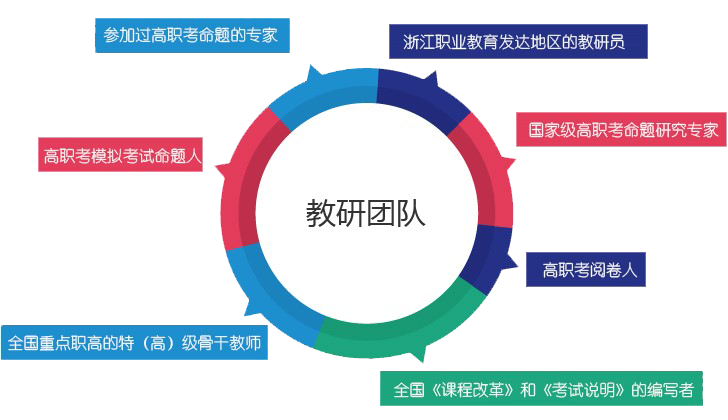 参加过高职考命题的专家
浙江职业教育发达地区的教研员
国家级高职考命题研究专家
高职考模拟考试命题人
教研团队
高职考阅卷人
全国重点职高的特（高）级骨干教师
全国《课程改革》和《考试说明》的编写者